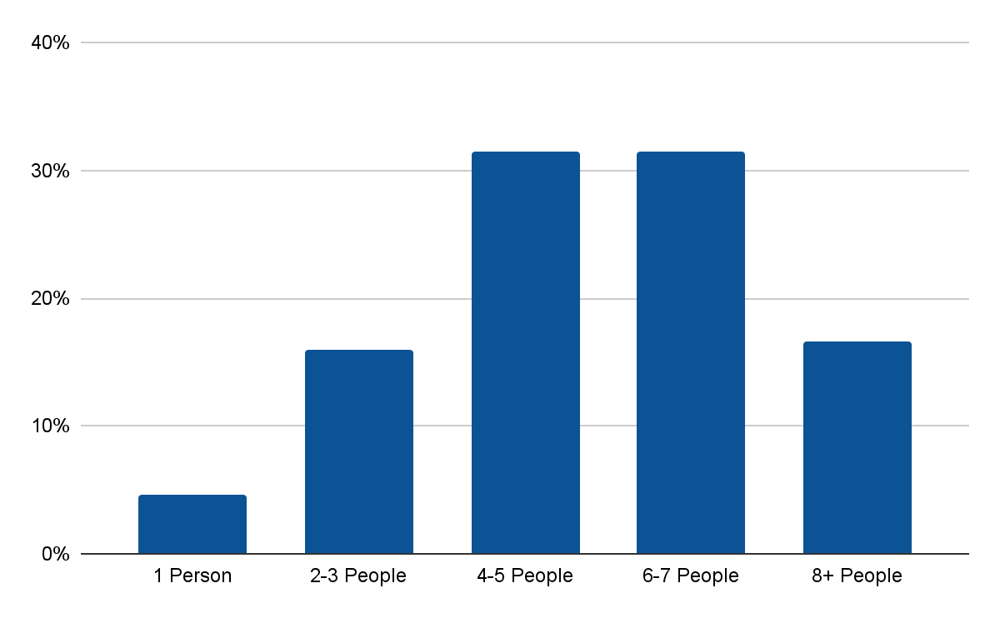 40%
30%
20%
10%
0%
1 Person
2-3 People
4-5 People
6-7 People
8+ People